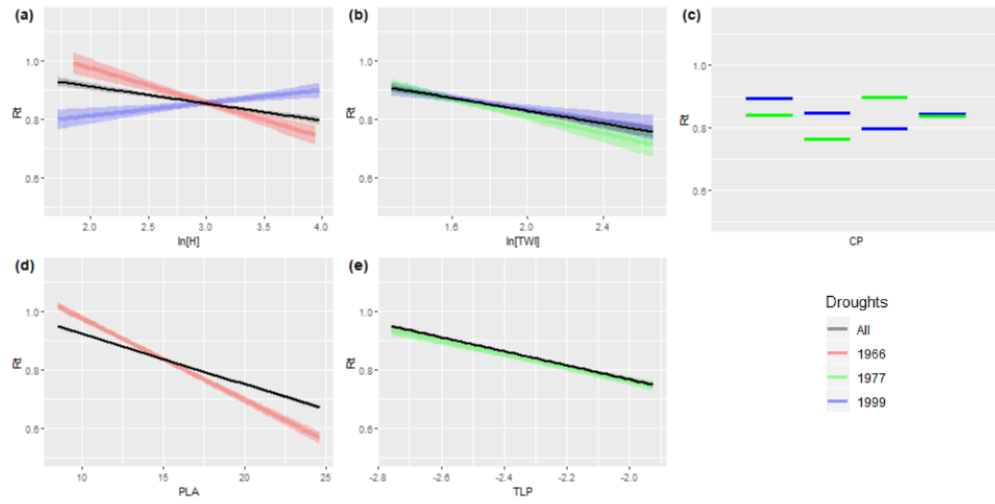 (a)
1.0
0.8
0.6
Rt
2.0 2.5 3.0 3.5 4.0
ln[H]
(b)
1.0
0.8
0.6
Rt
1.6 2.0 2.4
ln[TWI]
(c)
1.0
0.8
0.6
Rt
CP
(d)
1.0
0.8
0.6
Rt
10 15 20 25
PLA
(e)
1.0
0.8
0.6
Rt
-2.8 -2.6 -2.4 -2.2 -2.0
TLP
Droughts
All
1966
1977
1999